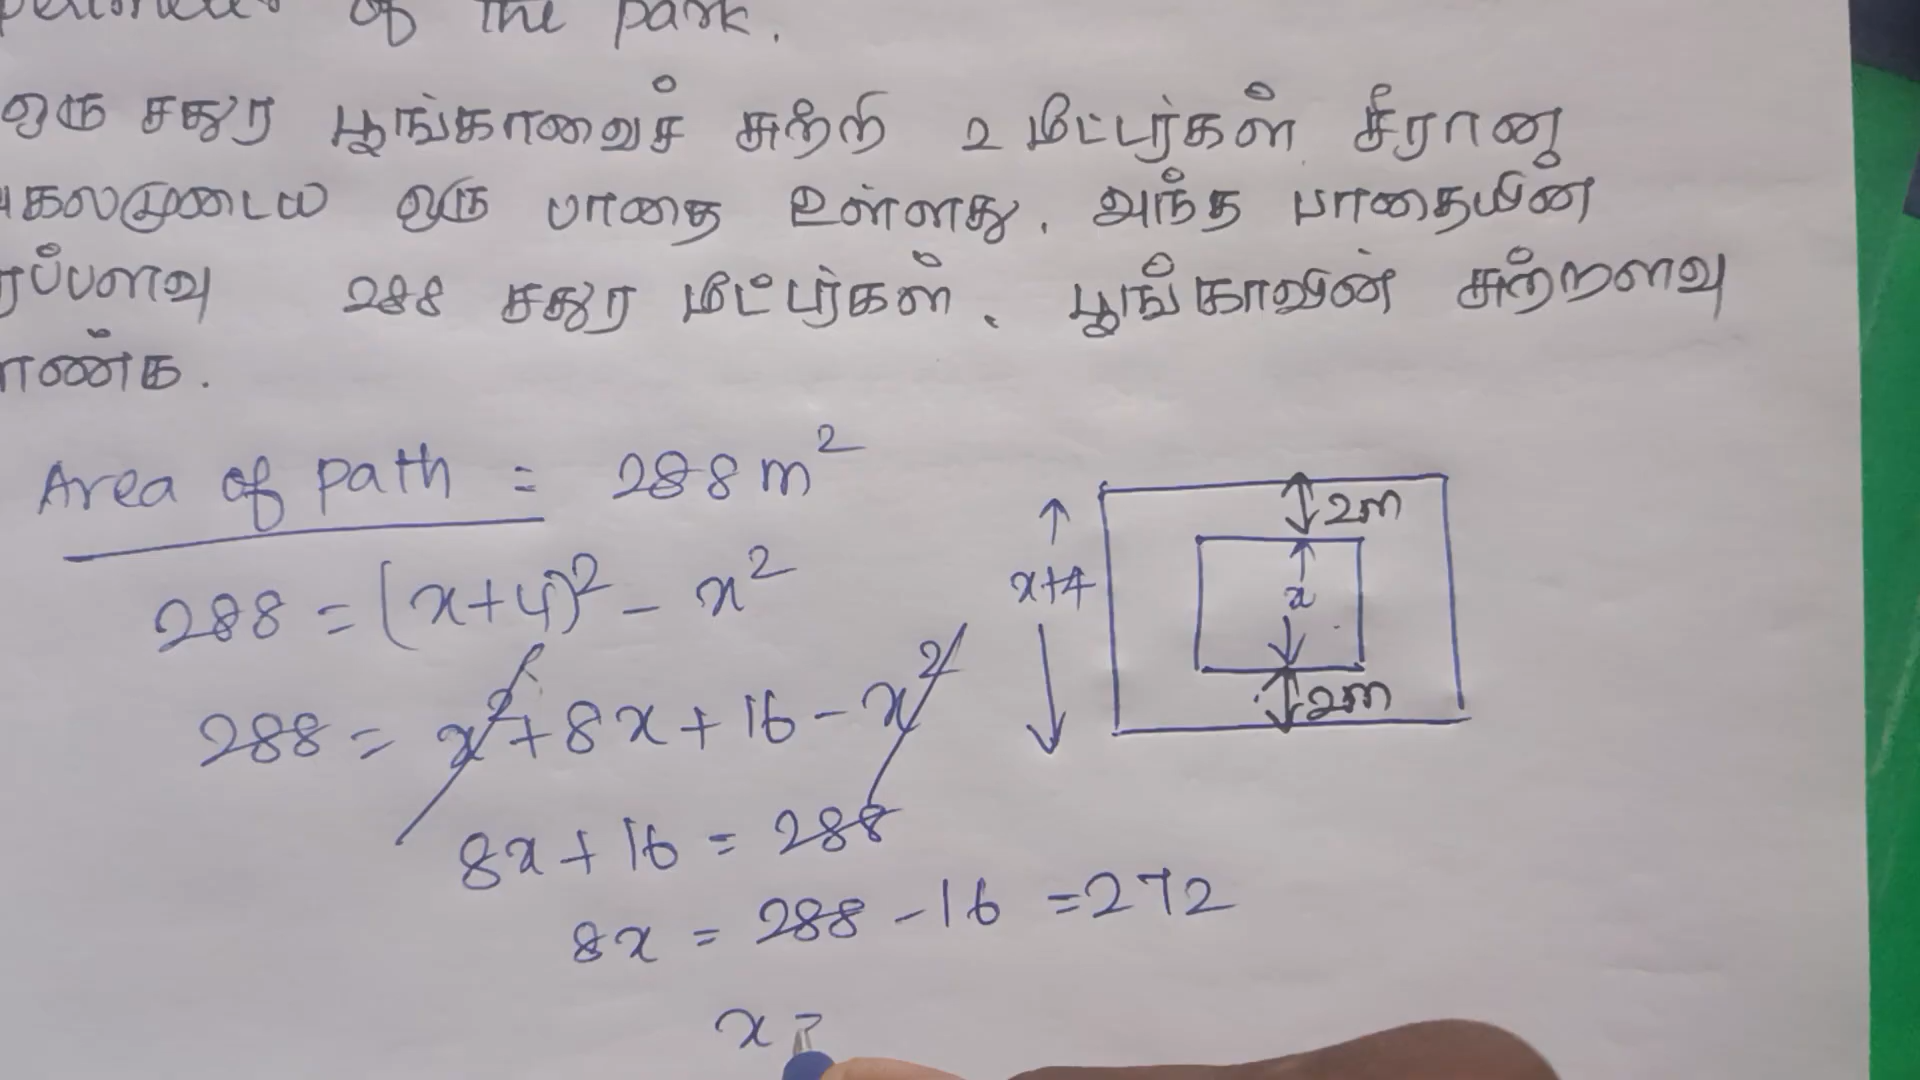 of the park.
ஒரு சதுர பூங்காவைச் சுற்றி 2 மீட்டர்கள் சீரான
அகலமுடைய ஒரு பாதை உள்ளது. அந்த பாதையின்
ரப்பளவு 288 சதுர மீட்டர்கள். பூங்காவின் சுற்றளவு
ாண்க.
Area of path = 288 m²
288 = (x+4)² - x²
288 = x² + 8x + 16 - x²
8x + 16 = 288
8x = 288 - 16 = 272
x =
2m
x+4
x
2m